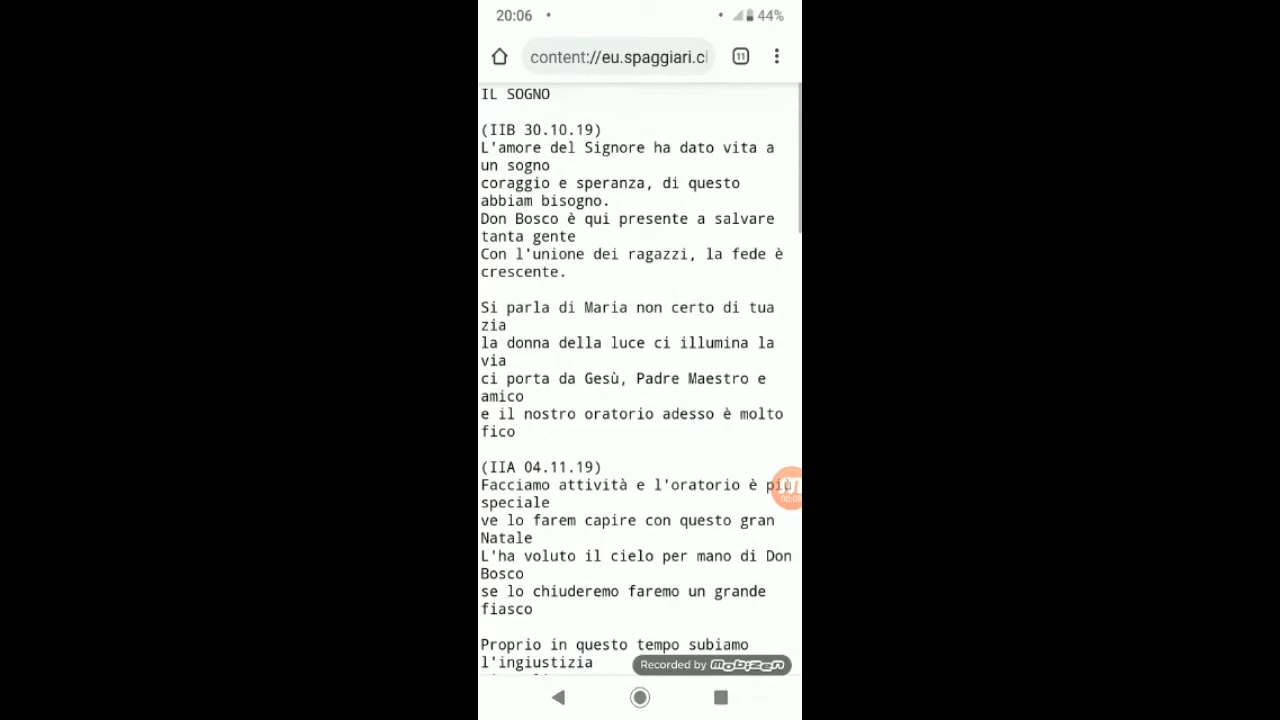 20:06
44%
content://eu.spaggiari.c
11
IL SOGNO
(IIB 30.10.19)
L'amore del Signore ha dato vita a
un sogno
coraggio e speranza, di questo
abbiam bisogno.
Don Bosco è qui presente a salvare
tanta gente
Con l'unione dei ragazzi, la fede è
crescente.
Si parla di Maria non certo di tua
zia
la donna della luce ci illumina la
via
ci porta da Gesù, Padre Maestro e
amico
e il nostro oratorio adesso è molto
fico
(IIA 04.11.19)
Facciamo attività e l'oratorio è più
speciale
ve lo farem capire con questo gran
Natale
L'ha voluto il cielo per mano di Don
Bosco
se lo chiuderemo faremo un grande
fiasco
Proprio in questo tempo subiamo
l'ingiustizia
Recorded by mobizen